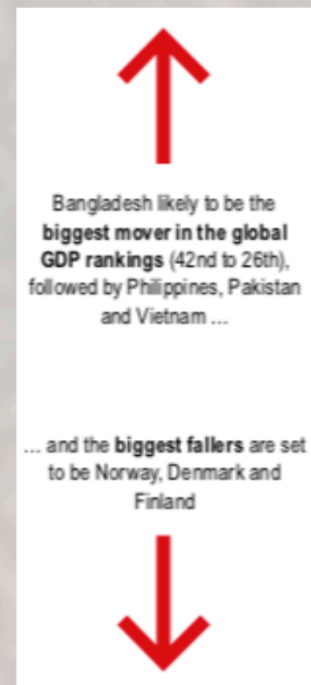 Bangladesh likely to be the
biggest mover in the global
GDP rankings (42nd to 26th),
followed by Philippines, Pakistan
and Vietnam ...
... and the biggest fallers are set
to be Norway, Denmark and
Finland